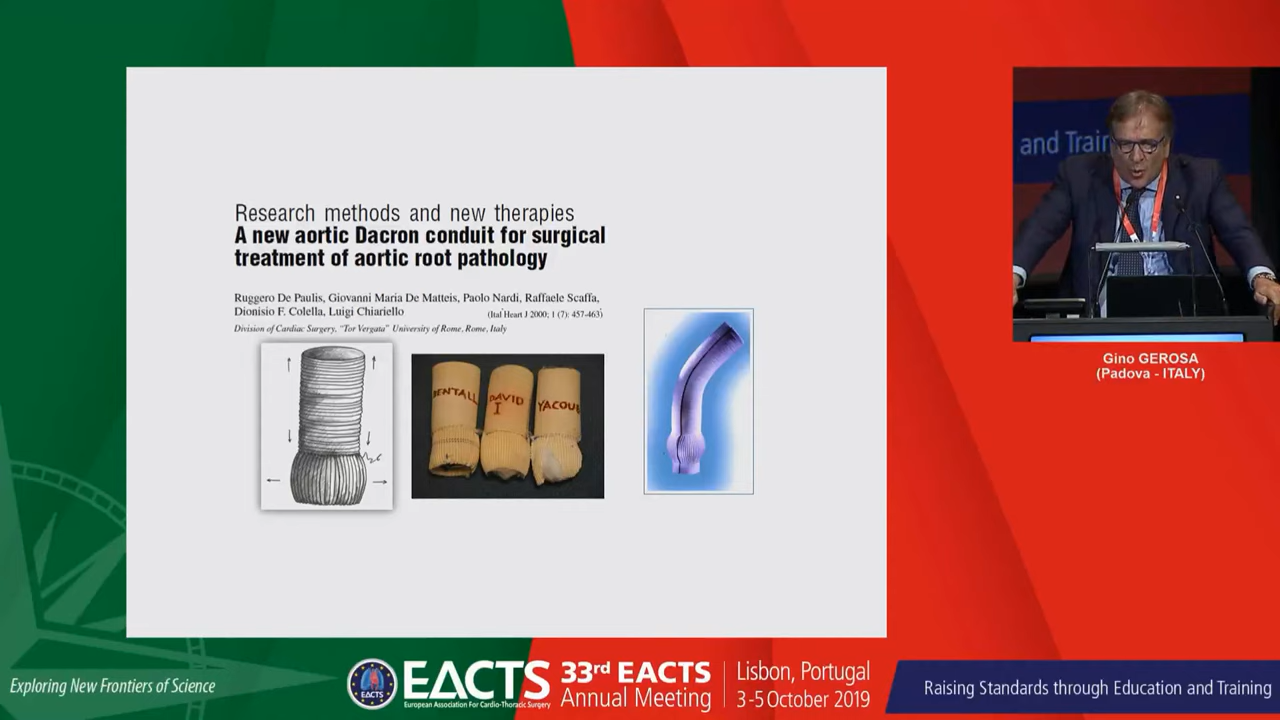 Research methods and new therapies
A new aortic Dacron conduit for surgical
treatment of aortic root pathology
Ruggero De Paulis, Giovanni Maria De Matteis, Paolo Nardi, Raffaele Scaffa,
Dionisio F. Colella, Luigi Chiariello
(Ital Heart J 2000; 1 (7): 457-463)
Division of Cardiac Surgery, “Tor Vergata” University of Rome, Rome, Italy
BENTALL
DAVID
I
YACOUB
and Train
Gino GEROSA
(Padova - ITALY)
Exploring New Frontiers of Science
EACTS
EACTS
European Association For Cardio-Thoracic Surgery
33rd EACTS
Annual Meeting
Lisbon, Portugal
3-5 October 2019
Raising Standards through Education and Training